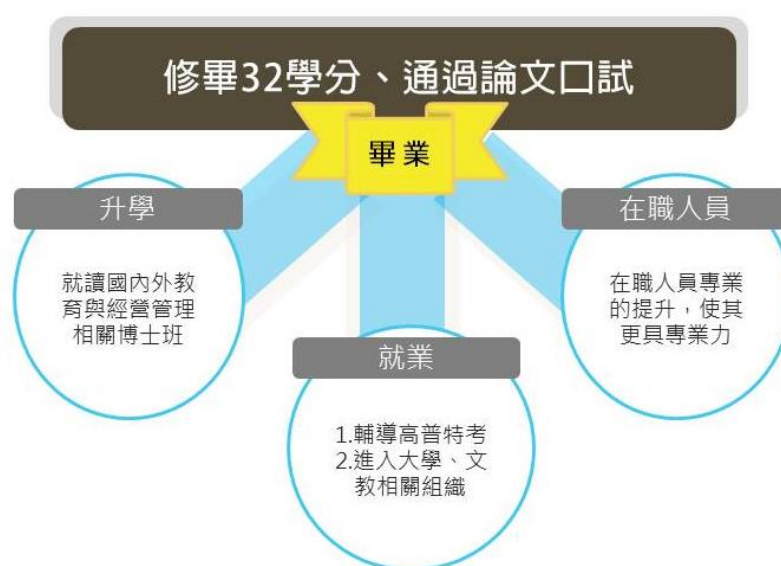 修畢32學分、通過論文口試
畢業
升學
就讀國內外教
育與經營管理
相關博士班
就業
1.輔導高普特考
2.進入大學、文
教相關組織
在職人員
在職人員專業
的提升，使其
更具專業力